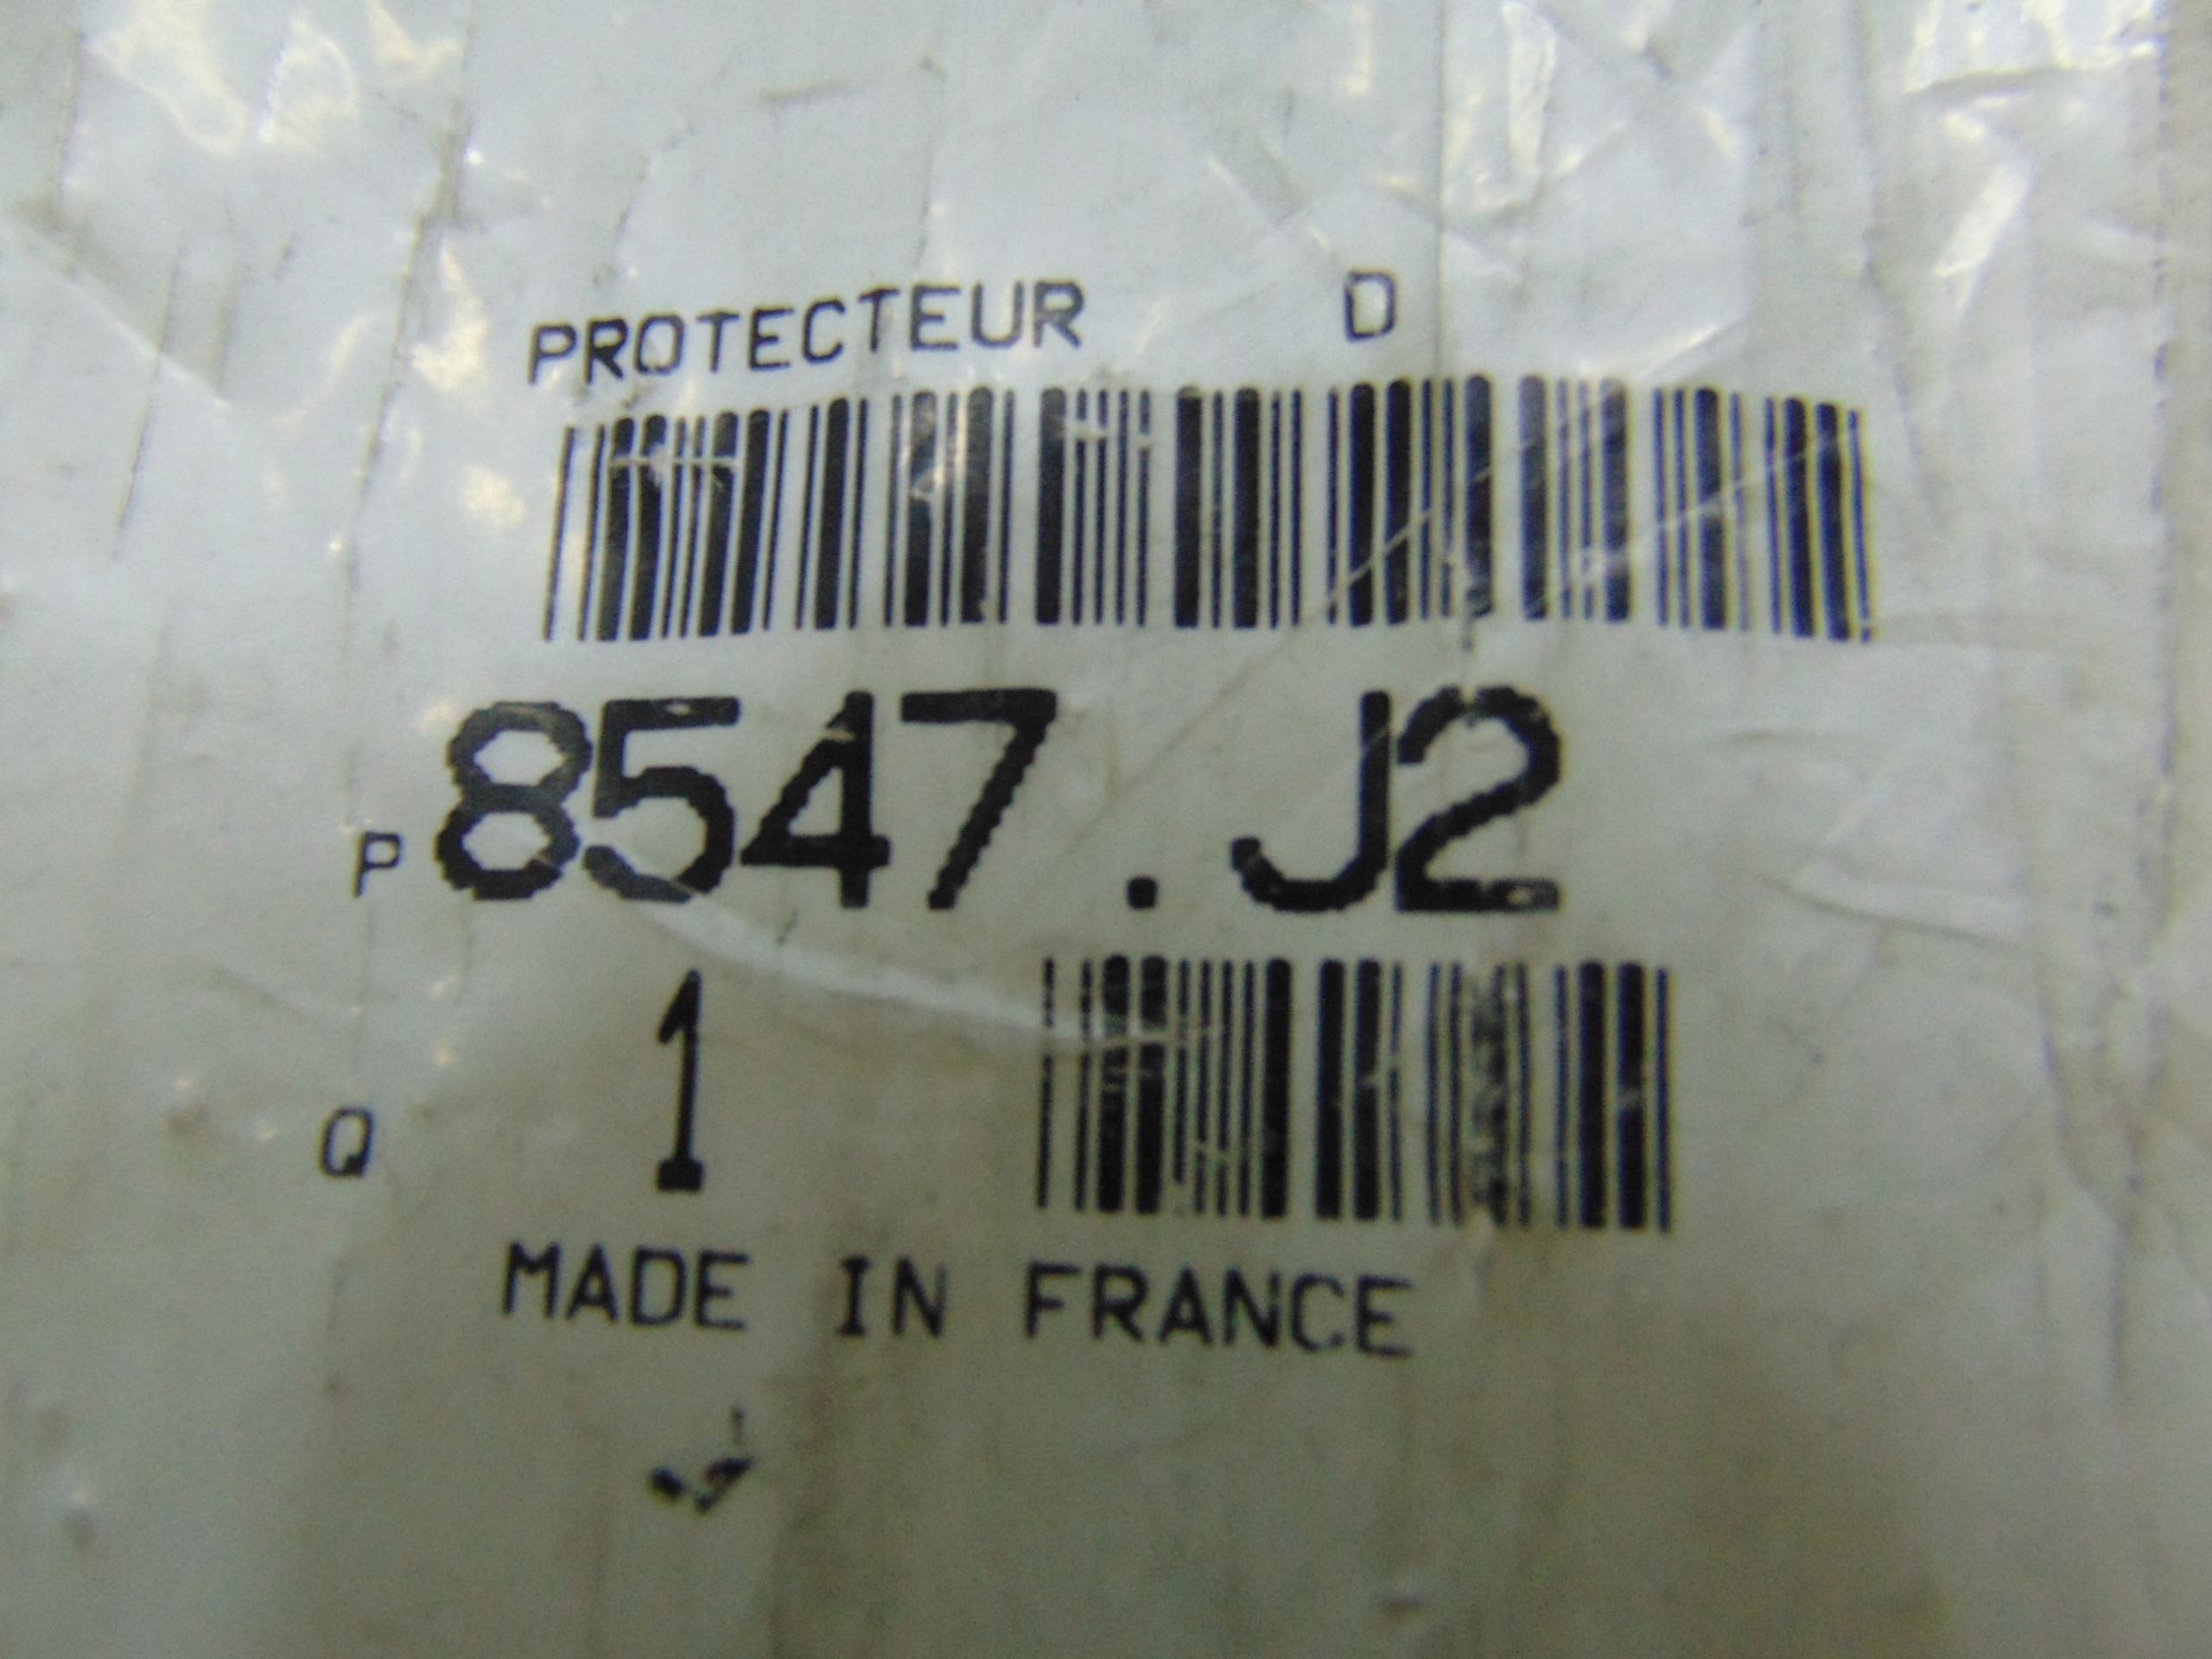 PROTECTEUR D
P 8547.J2
Q 1
MADE IN FRANCE